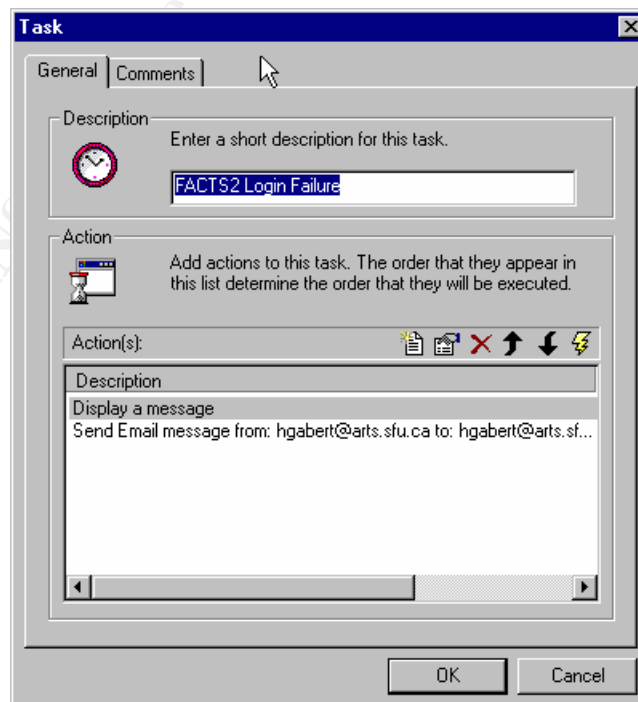 Task
General
Comments
Description
Enter a short description for this task.
FACTS2 Login Failure
Action
Add actions to this task. The order that they appear in
this list determine the order that they will be executed.
Action(s):
Description
Display a message
Send Email message from: hgabert@arts.sfu.ca to: hgabert@arts.sf...
OK
Cancel